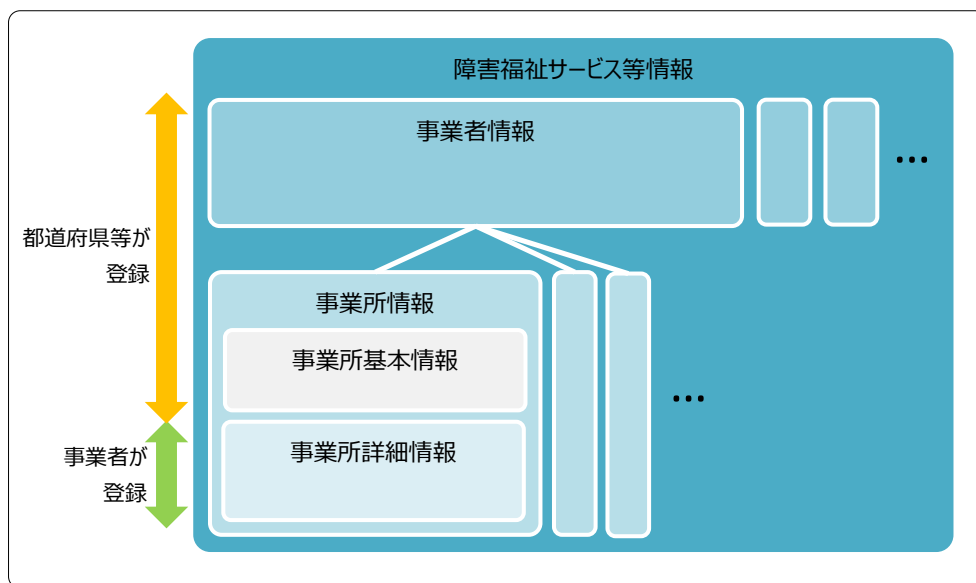 障害福祉サービス等情報
事業者情報
…
都道府県等が
登録
事業所情報
事業所基本情報
…
事業者が
登録
事業所詳細情報